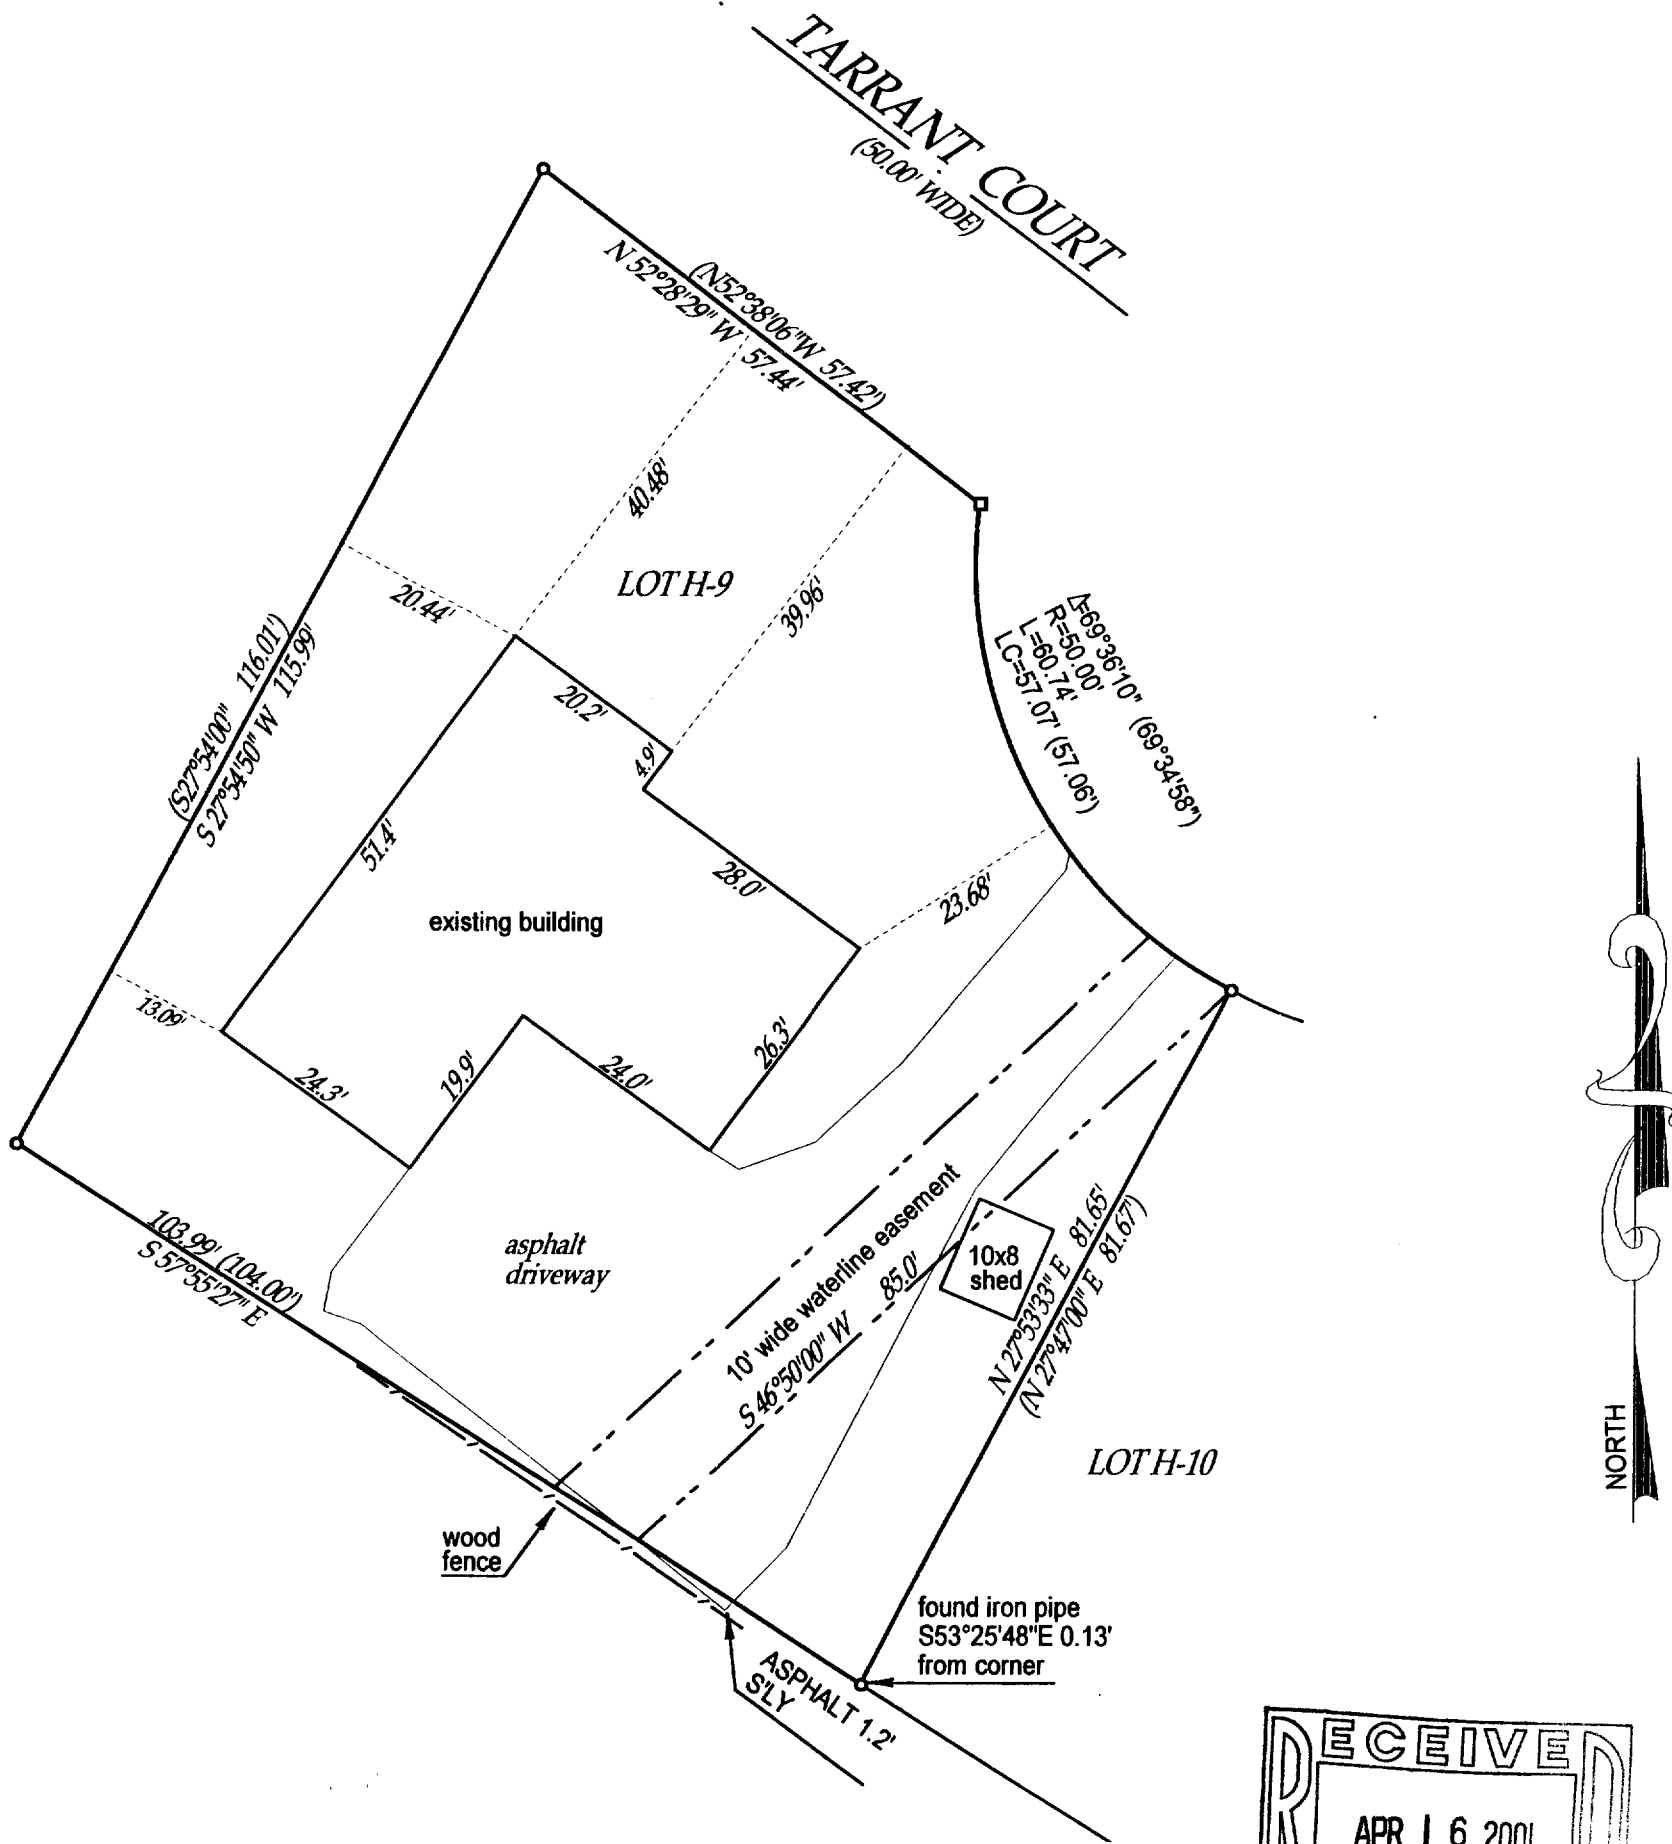 TARRANT COURT
(50.00' WIDE)
(N52°38'06"W 57.42')
N 52°28'29" W 57.44'
40.48'
LOT H-9
20.44'
39.96'
Δ=69°36'10" (69°34'58")
R=50.00'
L=60.74'
LC=57.07' (57.06')
(S27°54'00" 116.01')
S 27°54'50" W 115.99'
20.2'
4.9'
51.4'
28.0'
23.68'
existing building
13.09'
24.3'
19.9'
24.0'
26.3'
103.99' (104.00')
S 57°55'27" E
asphalt
driveway
10' wide waterline easement
S 46°50'00" W 85.0'
10x8
shed
N 27°53'33" E 81.65'
(N 27°47'00" E 81.67')
LOT H-10
NORTH
wood
fence
found iron pipe
S53°25'48"E 0.13'
from corner
ASPHALT 1.2'
S'LY
RECEIVED
APR 16 2001